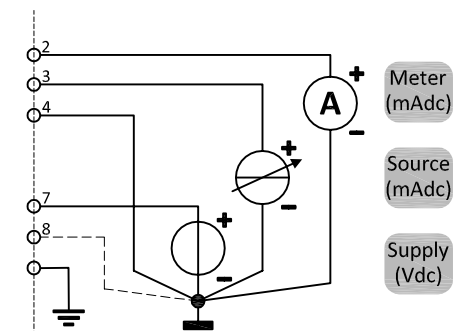 2
3
4
7
8
+
A
−
+
−
+
−
Meter
(mAdc)
Source
(mAdc)
Supply
(Vdc)